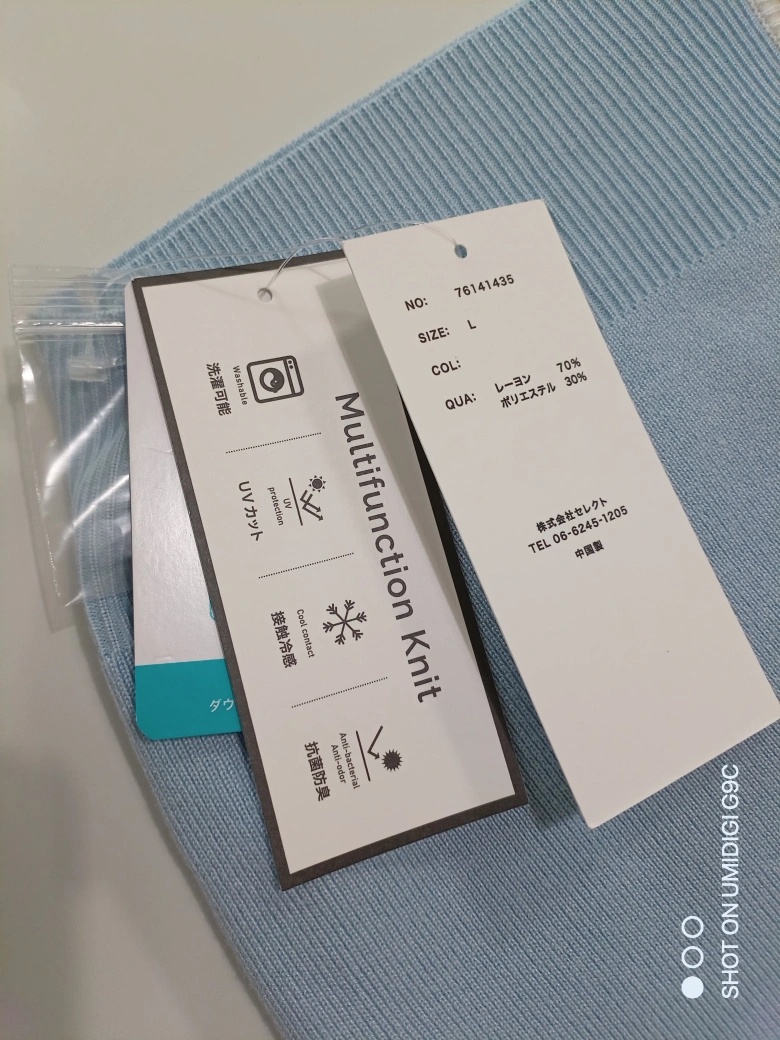 Multifunction Knit
Washable
洗濯可能
UV
protection
UVカット
Cool contact
接触冷感
Anti-bacterial
Anti-odor
抗菌防臭
NO: 76141435
SIZE: L
COL:
QUA: レーヨン 70%
ポリエステル 30%
株式会社セレクト
TEL 06-6245-1205
中国製
ダウ
SHOT ON UMIDIGI G9C